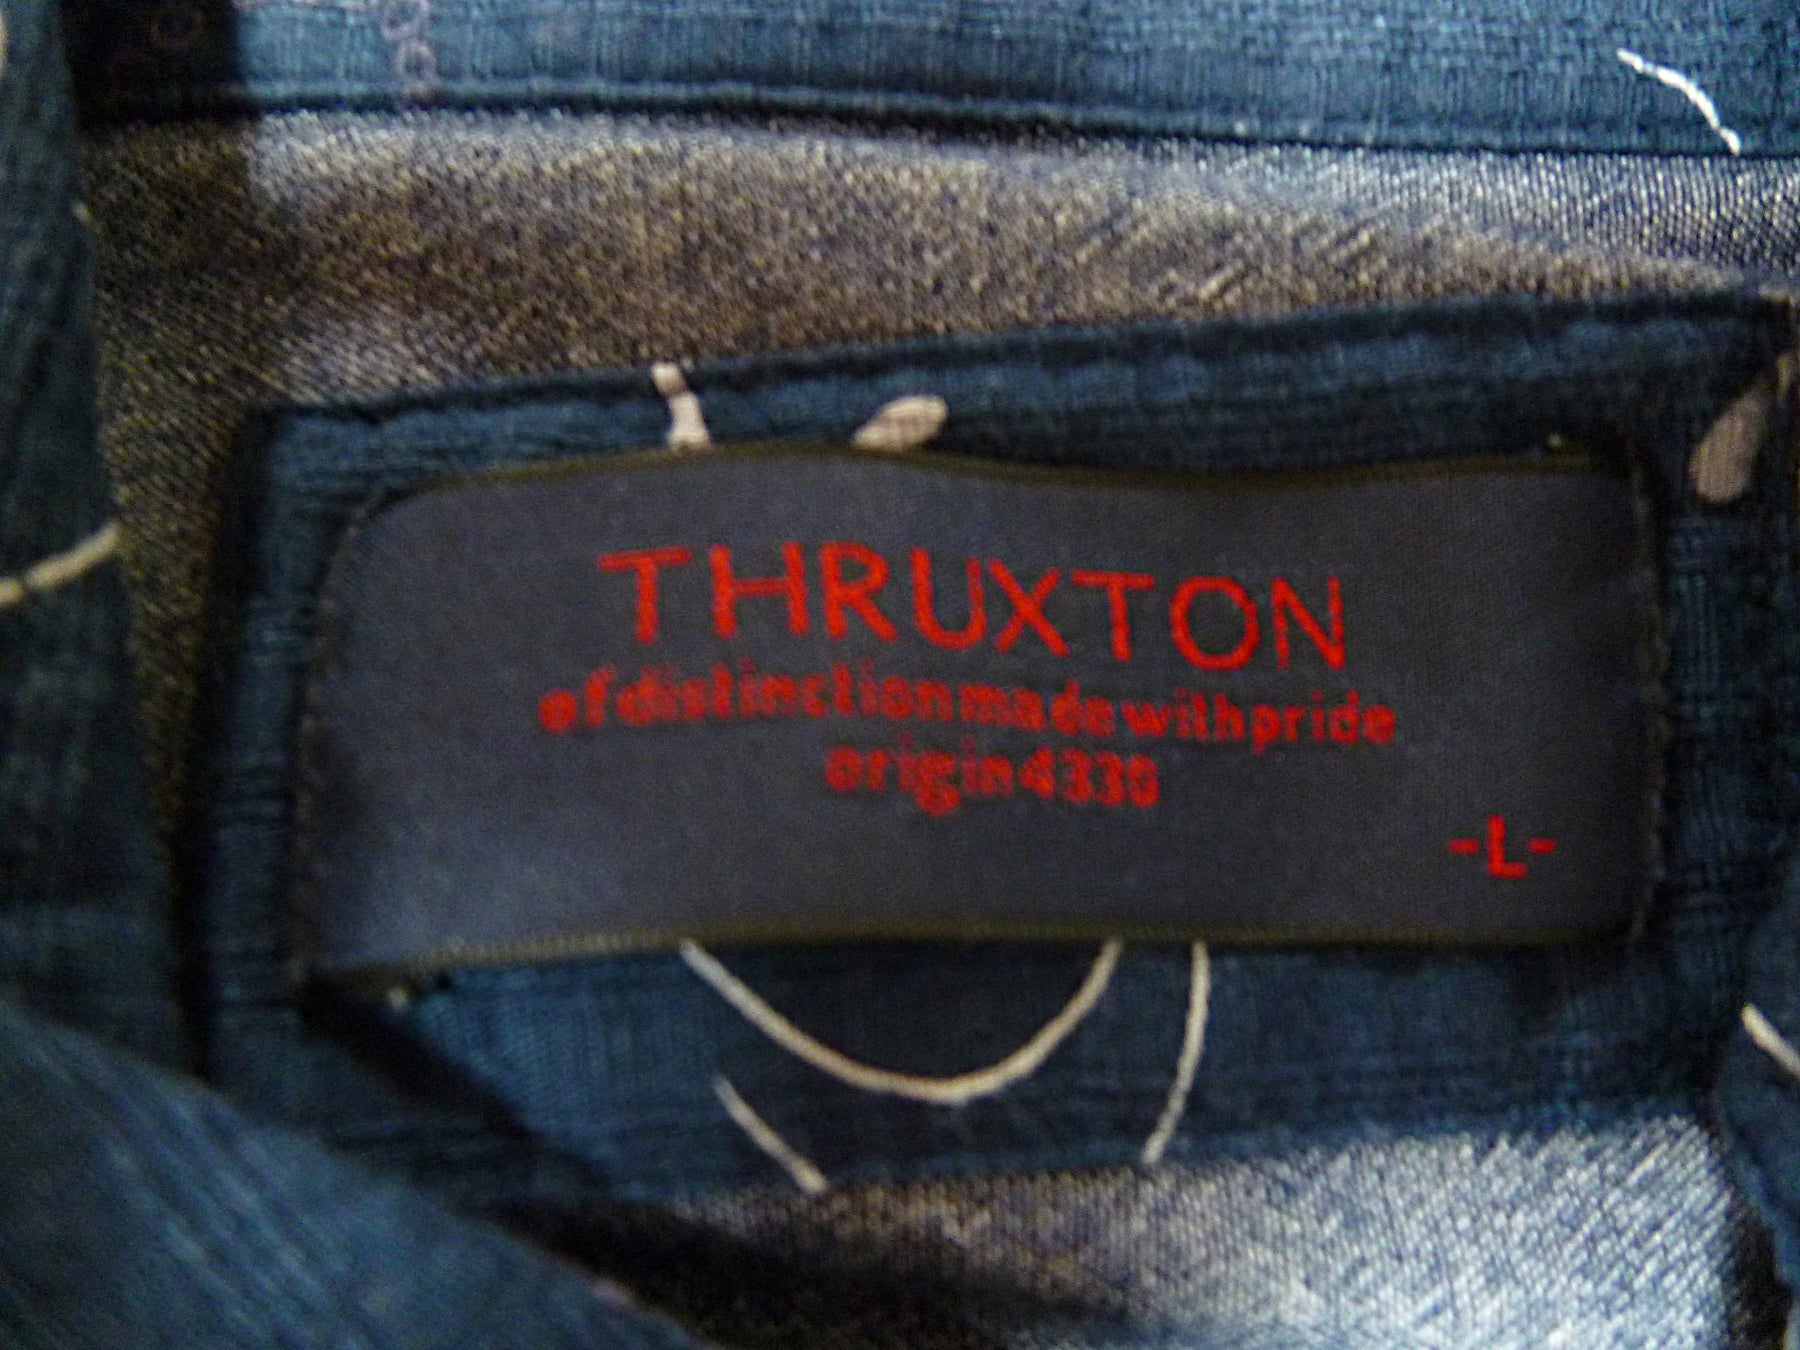 THRUXTON
ofdistinctionmadewithpride
origin4330
-L-